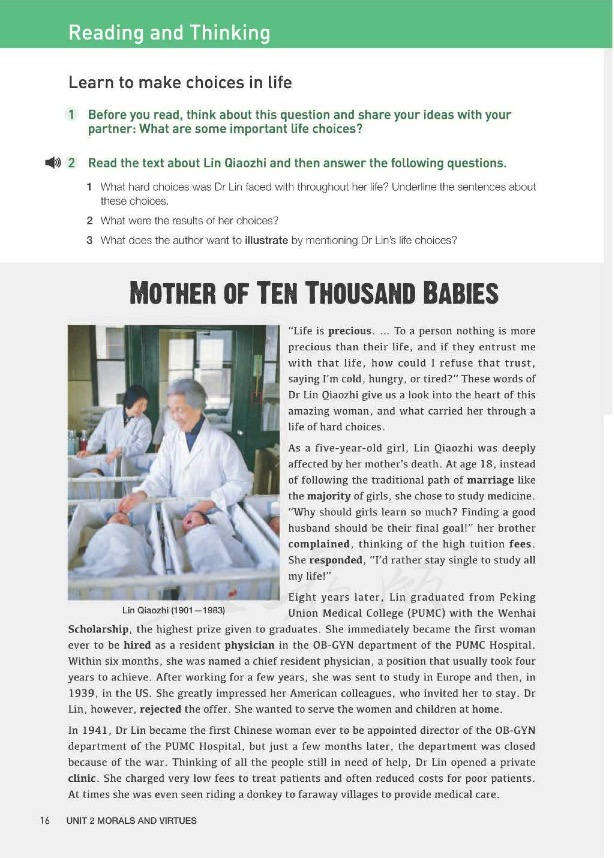 Reading and Thinking
Learn to make choices in life
1 Before you read, think about this question and share your ideas with your
partner: What are some important life choices?
2 Read the text about Lin Qiaozhi and then answer the following questions.
1 What hard choices was Dr Lin faced with throughout her life? Underline the sentences about
these choices.
2 What were the results of her choices?
3 What does the author want to illustrate by mentioning Dr Lin's life choices?
MOTHER OF TEN THOUSAND BABIES
"Life is precious. … To a person nothing is more
precious than their life, and if they entrust me
with that life, how could I refuse that trust,
saying I'm cold, hungry, or tired?" These words of
Dr Lin Qiaozhi give us a look into the heart of this
amazing woman, and what carried her through a
life of hard choices.
As a five-year-old girl, Lin Qiaozhi was deeply
affected by her mother's death. At age 18, instead
of following the traditional path of marriage like
the majority of girls, she chose to study medicine.
"Why should girls learn so much? Finding a good
husband should be their final goal!" her brother
complained, thinking of the high tuition fees.
She responded, "I'd rather stay single to study all
my life!"
Eight years later, Lin graduated from Peking
Union Medical College (PUMC) with the Wenhai
Lin Qiaozhi (1901—1983)
Scholarship, the highest prize given to graduates. She immediately became the first woman
ever to be hired as a resident physician in the OB-GYN department of the PUMC Hospital.
Within six months, she was named a chief resident physician, a position that usually took four
years to achieve. After working for a few years, she was sent to study in Europe and then, in
1939, in the US. She greatly impressed her American colleagues, who invited her to stay. Dr
Lin, however, rejected the offer. She wanted to serve the women and children at home.
In 1941, Dr Lin became the first Chinese woman ever to be appointed director of the OB-GYN
department of the PUMC Hospital, but just a few months later, the department was closed
because of the war. Thinking of all the people still in need of help, Dr Lin opened a private
clinic. She charged very low fees to treat patients and often reduced costs for poor patients.
At times she was even seen riding a donkey to faraway villages to provide medical care.
16 UNIT 2 MORALS AND VIRTUES